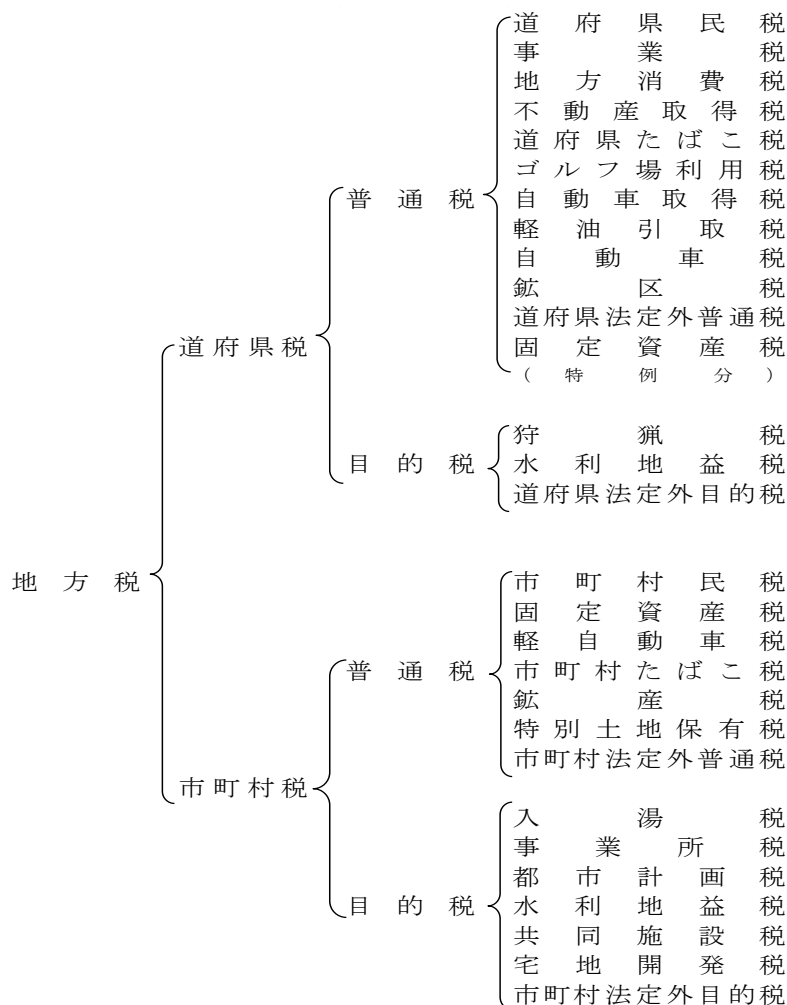 地方税
道府県税
普通税
道府県民税
事業税
地方消費税
不動産取得税
道府県たばこ税
ゴルフ場利用税
自動車取得税
軽油引取税
自動車税
鉱区税
道府県法定外普通税
固定資産税
(特例分)
目的税
狩猟税
水利地益税
道府県法定外目的税
市町村税
普通税
市町村民税
固定資産税
軽自動車税
市町村たばこ税
鉱産税
特別土地保有税
市町村法定外普通税
目的税
入湯税
事業所税
都市計画税
水利地益税
共同施設税
宅地開発税
市町村法定外目的税